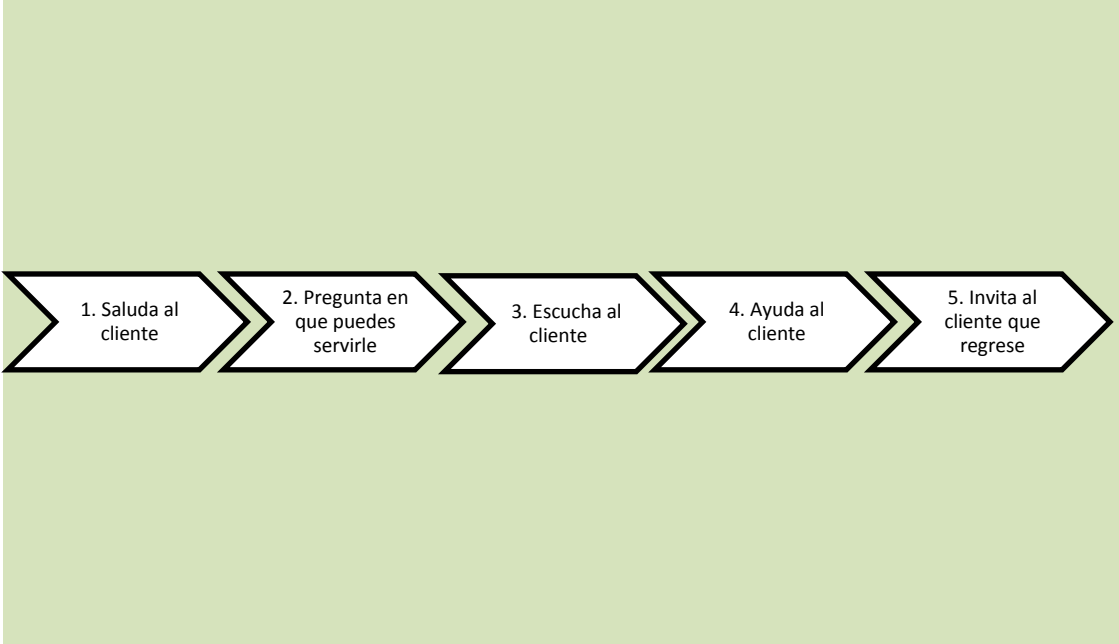 1. Saluda al
cliente
2. Pregunta en
que puedes
servirle
3. Escucha al
cliente
4. Ayuda al
cliente
5. Invita al
cliente que
regrese